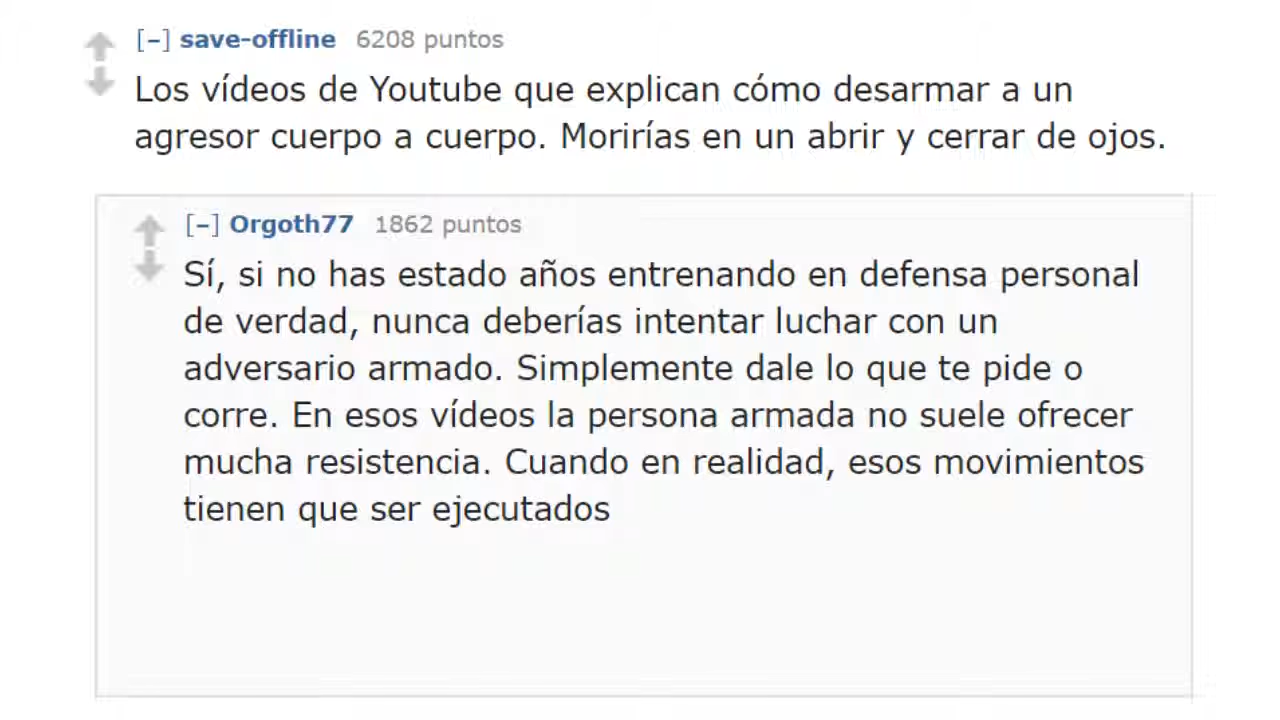 [–] save-offline 6208 puntos
Los vídeos de Youtube que explican cómo desarmar a un
agresor cuerpo a cuerpo. Morirías en un abrir y cerrar de ojos.
[–] Orgoth77 1862 puntos
Sí, si no has estado años entrenando en defensa personal
de verdad, nunca deberías intentar luchar con un
adversario armado. Simplemente dale lo que te pide o
corre. En esos vídeos la persona armada no suele ofrecer
mucha resistencia. Cuando en realidad, esos movimientos
tienen que ser ejecutados